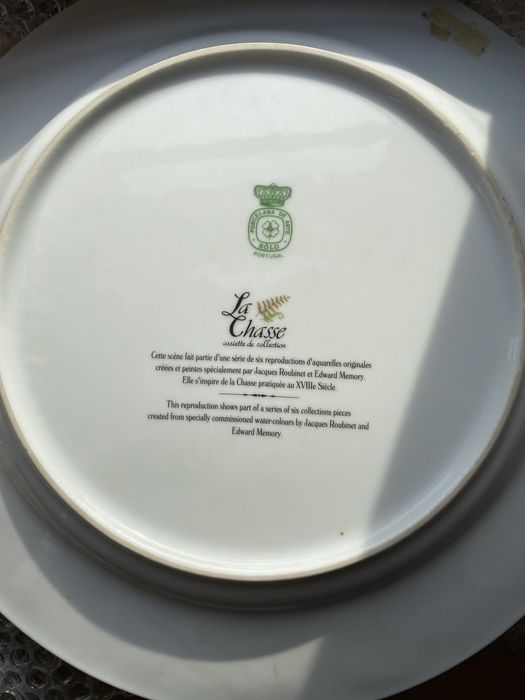 PORCELANA DE ARTE
BOLO
PORTUGAL
La
Chasse
assiette de collection
Cette scène fait partie d'une série de six reproductions d'aquarelles originales
créées et peintes spécialement par Jacques Roubinet et Edward Memory.
Elle s'inspire de la Chasse pratiquée au XVIIIe Siècle.
This reproduction shows part of a series of six collections pieces
created from specially commissioned water-colours by Jacques Roubinet and
Edward Memory.